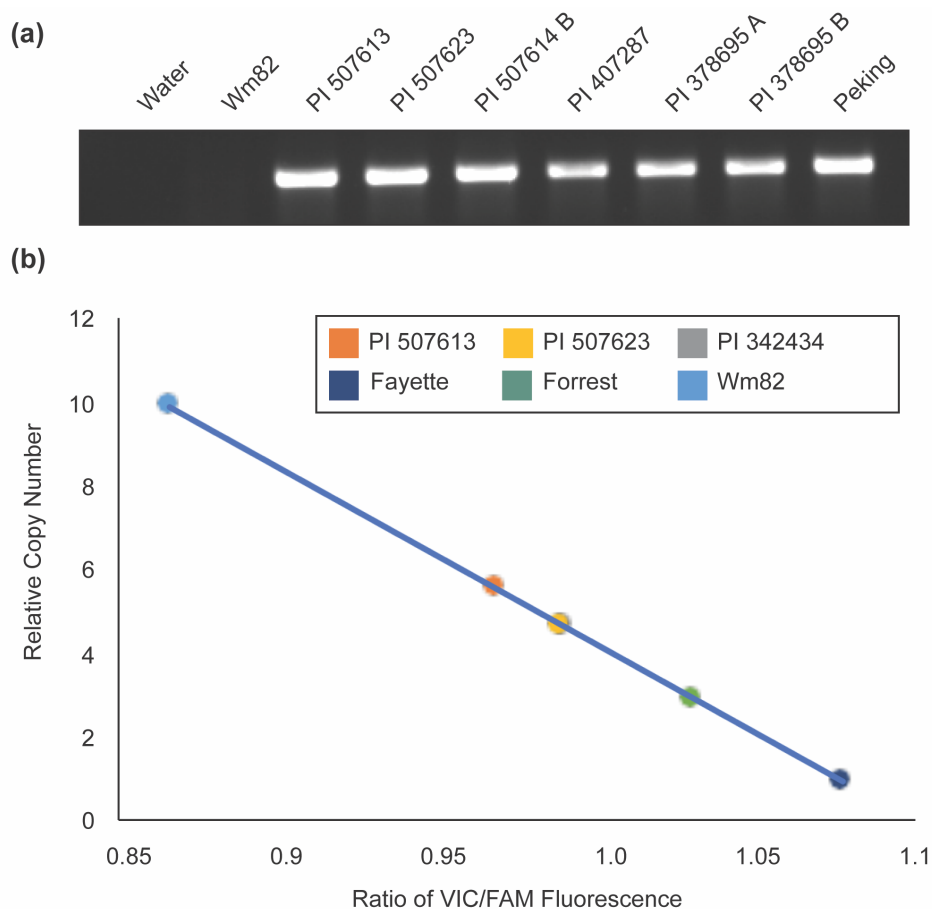 (a)
Water
Wm82
PI 507613
PI 507623
PI 507614 B
PI 407287
PI 378695 A
PI 378695 B
Peking
(b)
12
10
8
6
4
2
0
Relative Copy Number
PI 507613 PI 507623 PI 342434
Fayette Forrest Wm82
0.85 0.9 0.95 1.0 1.05 1.1
Ratio of VIC/FAM Fluorescence